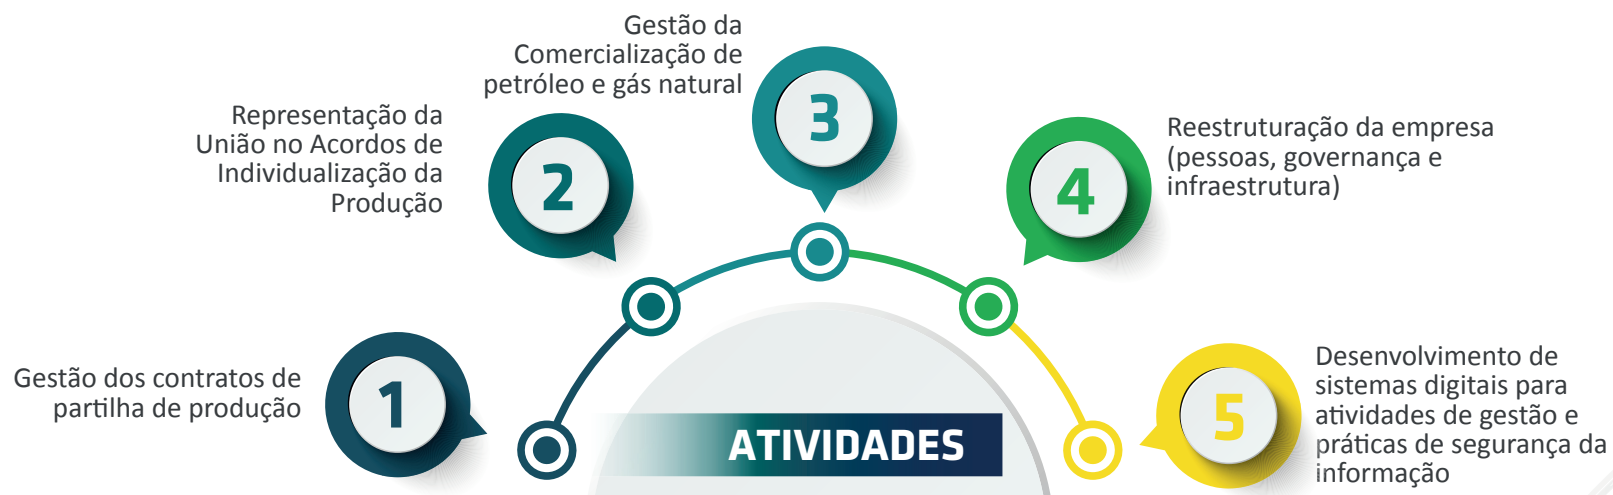 Gestão dos contratos de
partilha de produção
1
Representação da
União no Acordos de
Individualização da
Produção
2
Gestão da
Comercialização de
petróleo e gás natural
3
4
Reestruturação da empresa
(pessoas, governança e
infraestrutura)
5
Desenvolvimento de
sistemas digitais para
atividades de gestão e
práticas de segurança da
informação
ATIVIDADES